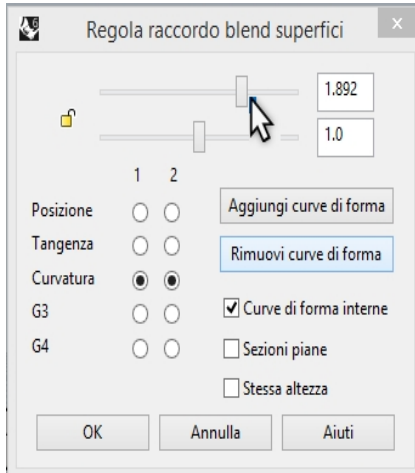 Regola raccordo blend superfici
x
1.892
1.0
1 2
Posizione
Tangenza
Curvatura
G3
G4
Aggiungi curve di forma
Rimuovi curve di forma
Curve di forma interne
Sezioni piane
Stessa altezza
OK
Annulla
Aiuti